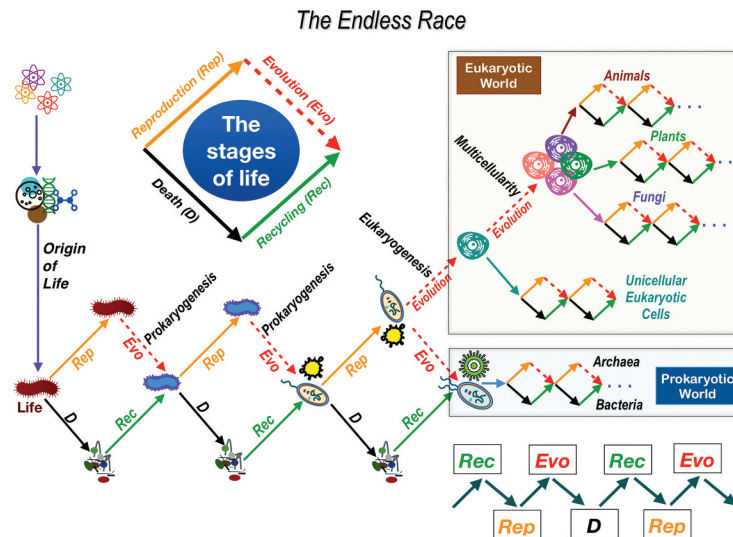 The Endless Race
Reproduction (Rep)
Evolution (Evo)
The
stages
of life
Death (D)
Recycling (Rec)
Origin
of
Life
Life
Rep
Evo
Prokaryogenesis
D
Rec
Rep
Evo
Prokaryogenesis
D
Rec
Rep
Evo
Eukaryogenesis
Evolution
D
Rec
Eukaryotic
World
Multicellularity
Evolution
Animals
Plants
Fungi
Unicellular
Eukaryotic
Cells
Archaea
Bacteria
Prokaryotic
World
Rec
Evo
Rec
Evo
Rep
D
Rep